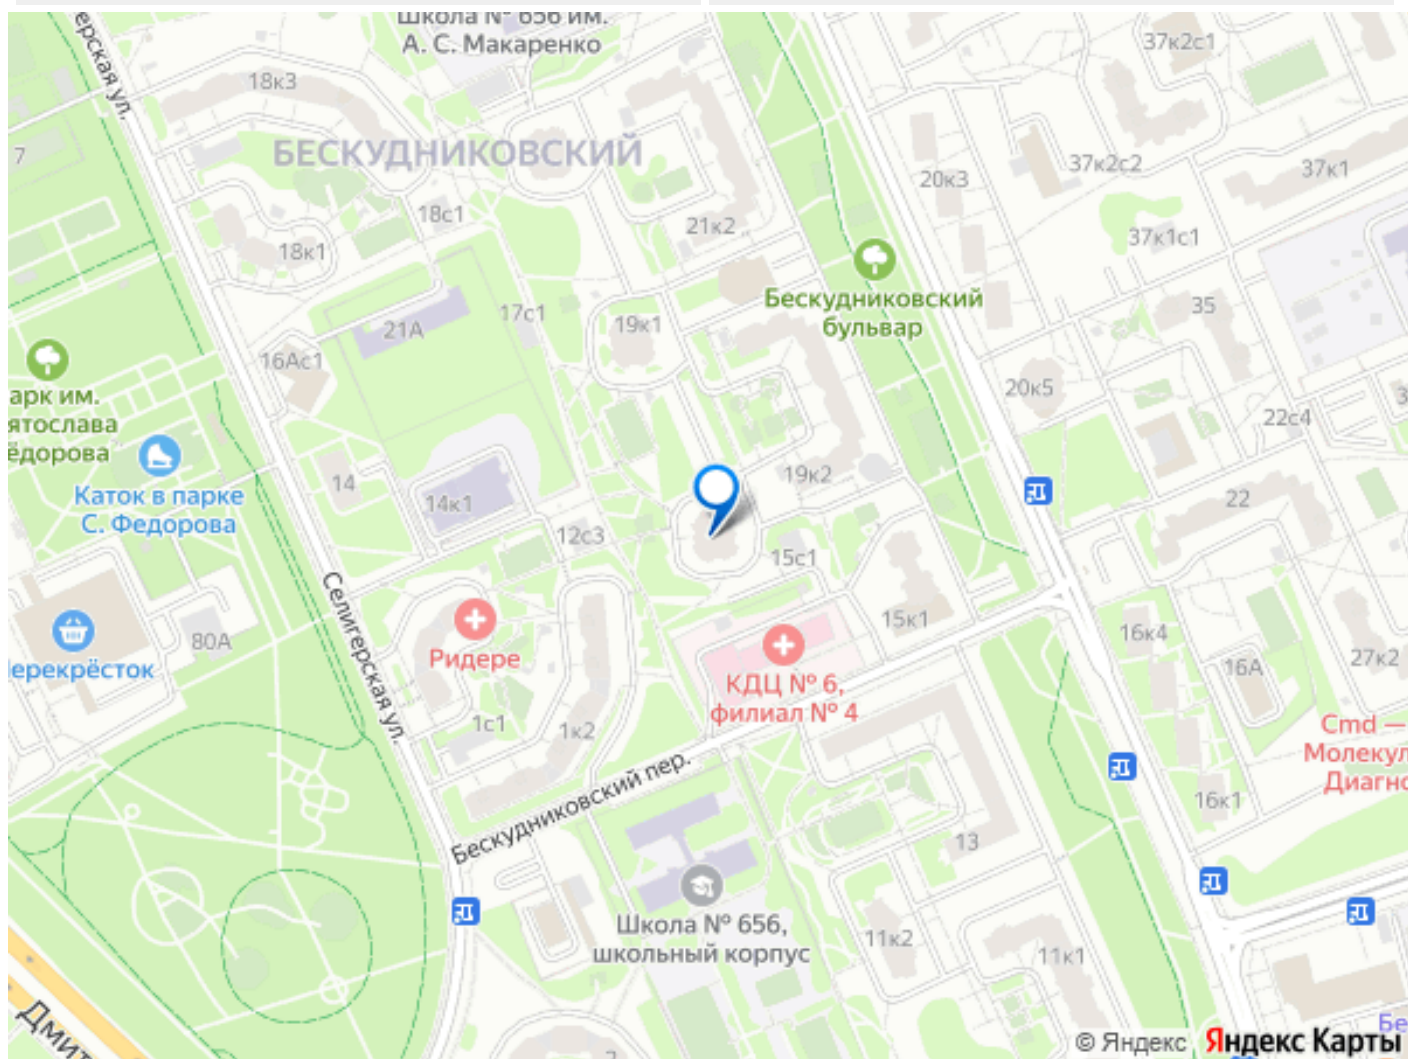 Школа № 656 им.
А. С. Макаренко
37к2с1
18к3
БЕСКУДНИКОВСКИЙ
7
37к2с2
37к1
20к3
18с1
21к2
37к1с1
18к1
Бескудниковский
бульвар
17с1
19к1
35
21А
16Ас1
20к5
арк им.
ятослава
ёдорова
22с4
Каток в парке
С. Федорова
14
14к1
19к2
22
12с3
15с1
Селигерская ул.
15к1
16к4
80А
Ридере
16А
27к2
ерекрёсток
КДЦ № 6,
филиал № 4
1с1
1к2
Cmd —
Молекул
Диагно
Бескудниковский пер.
16к1
13
Школа № 656,
школьный корпус
11к2
11к1
Дмит
Бе
© Яндекс Яндекс Карты